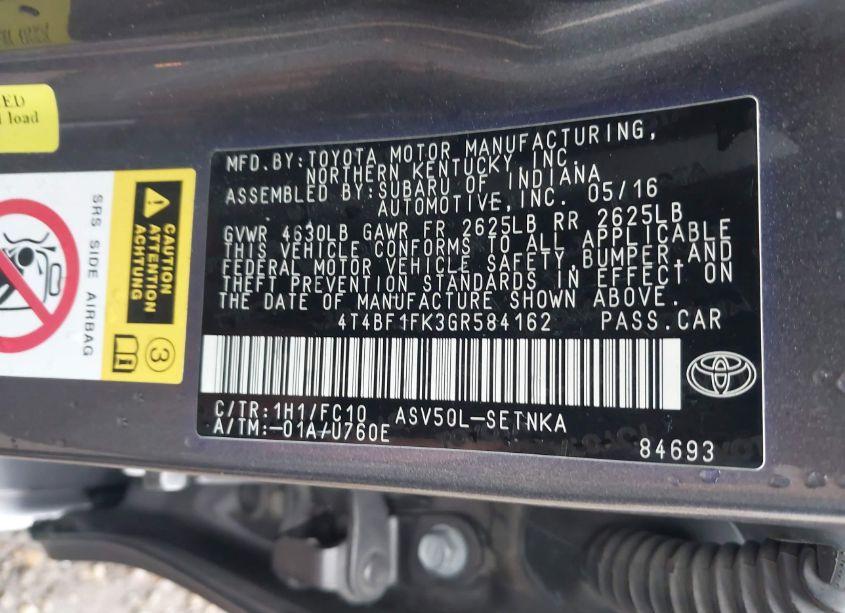 ED
l load
SRS SIDE AIRBAG
CAUTION
ATTENTION
ACHTUNG
3
MFD.BY:TOYOTA MOTOR MANUFACTURING,
NORTHERN KENTUCKY INC.
ASSEMBLED BY:SUBARU OF INDIANA
AUTOMOTIVE,INC. 05/16
GVWR 4630LB GAWR FR 2625LB RR 2625LB
THIS VEHICLE CONFORMS TO ALL APPLICABLE
FEDERAL MOTOR VEHICLE SAFETY,BUMPER,AND
THEFT PREVENTION STANDARDS IN EFFECT ON
THE DATE OF MANUFACTURE SHOWN ABOVE.
4T4BF1FK3GR584162 PASS.CAR
C/TR:1H1/FC10 ASV50L-SETNKA
A/TM:-01A/U760E
84693